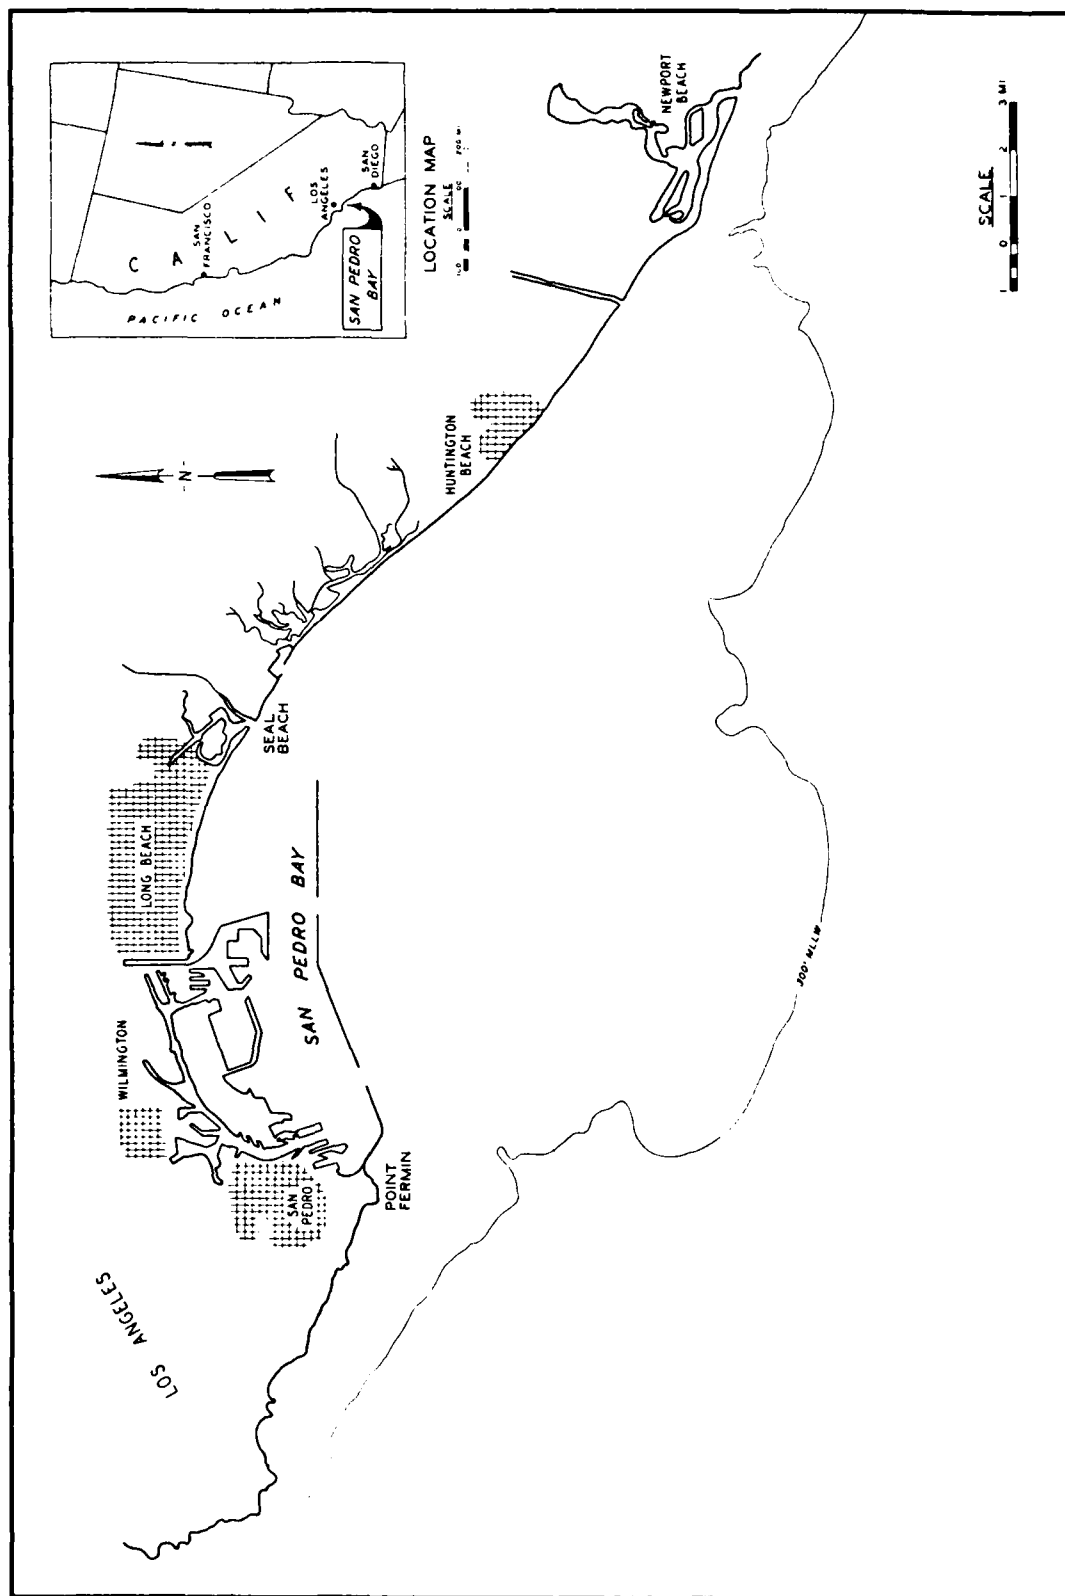 LOS ANGELES
WILMINGTON
SAN
PEDRO
POINT
FERMIN
LONG BEACH
SAN PEDRO BAY
SEAL
BEACH
-N-
HUNTINGTON
BEACH
NEWPORT
BEACH
300' MLLW
PACIFIC OCEAN
CALIF
SAN
FRANCISCO
LOS
ANGELES
SAN
DIEGO
SAN PEDRO
BAY
LOCATION MAP
SCALE
100 0
SCALE
1 0 1 2 3 MI